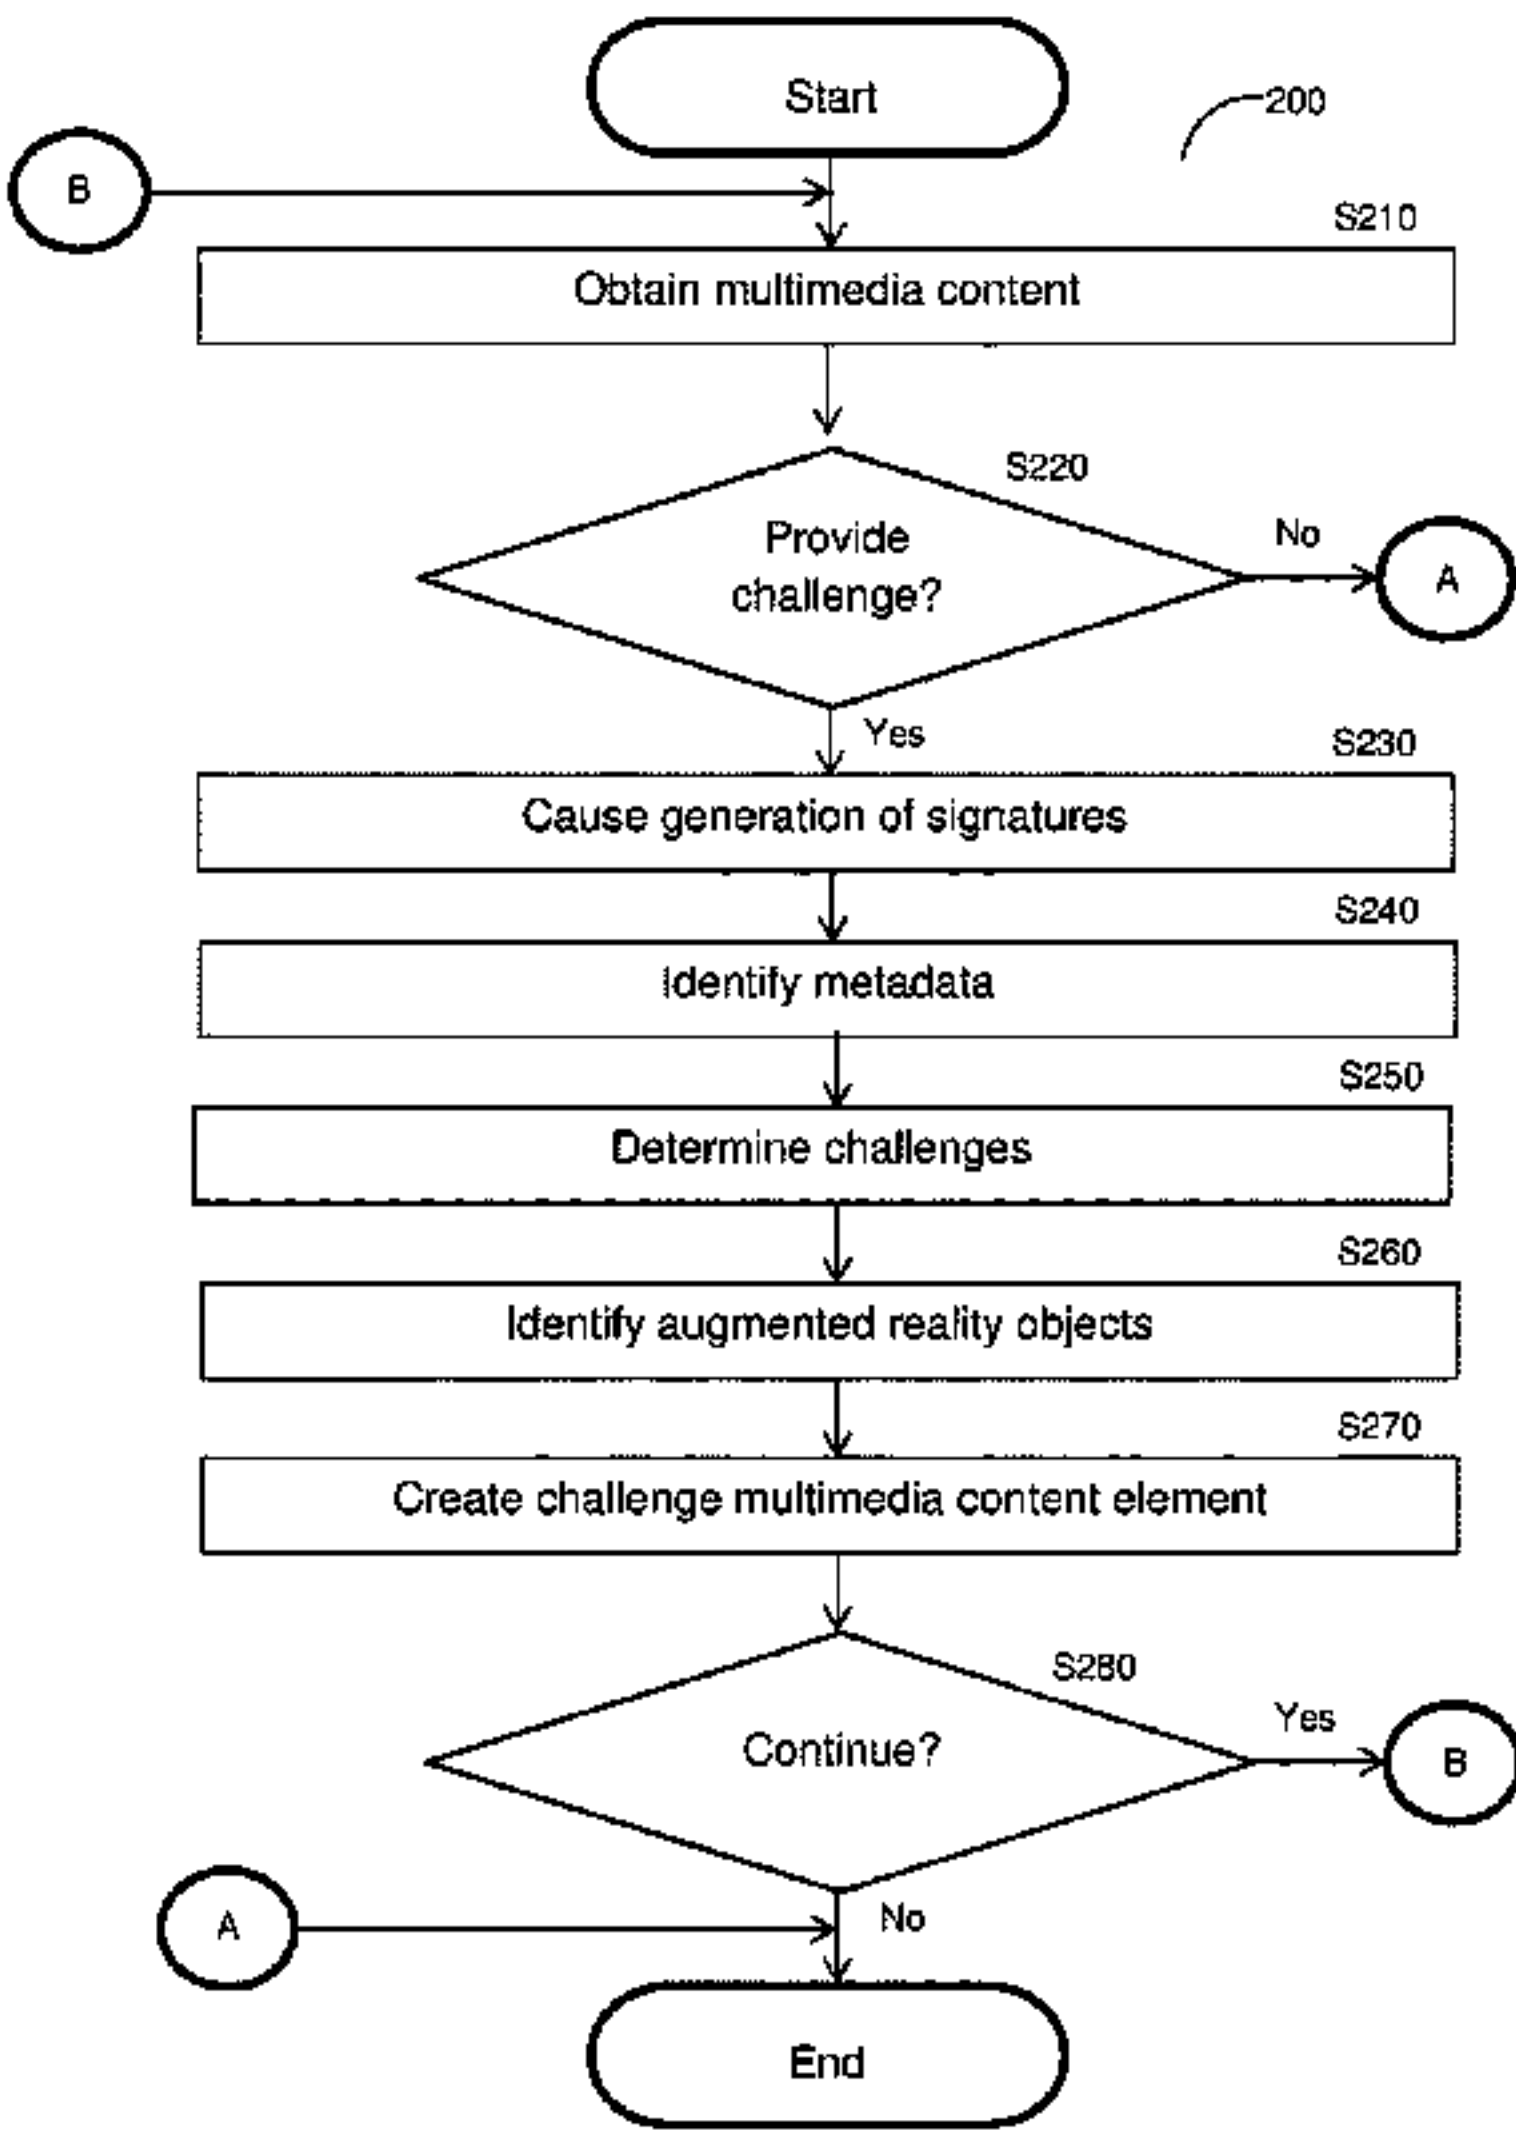 Start
200
B
S210
Obtain multimedia content
S220
Provide
challenge?
No
A
Yes
S230
Cause generation of signatures
S240
Identify metadata
S250
Determine challenges
S260
Identify augmented reality objects
S270
Create challenge multimedia content element
S280
Continue?
Yes
B
A
No
End